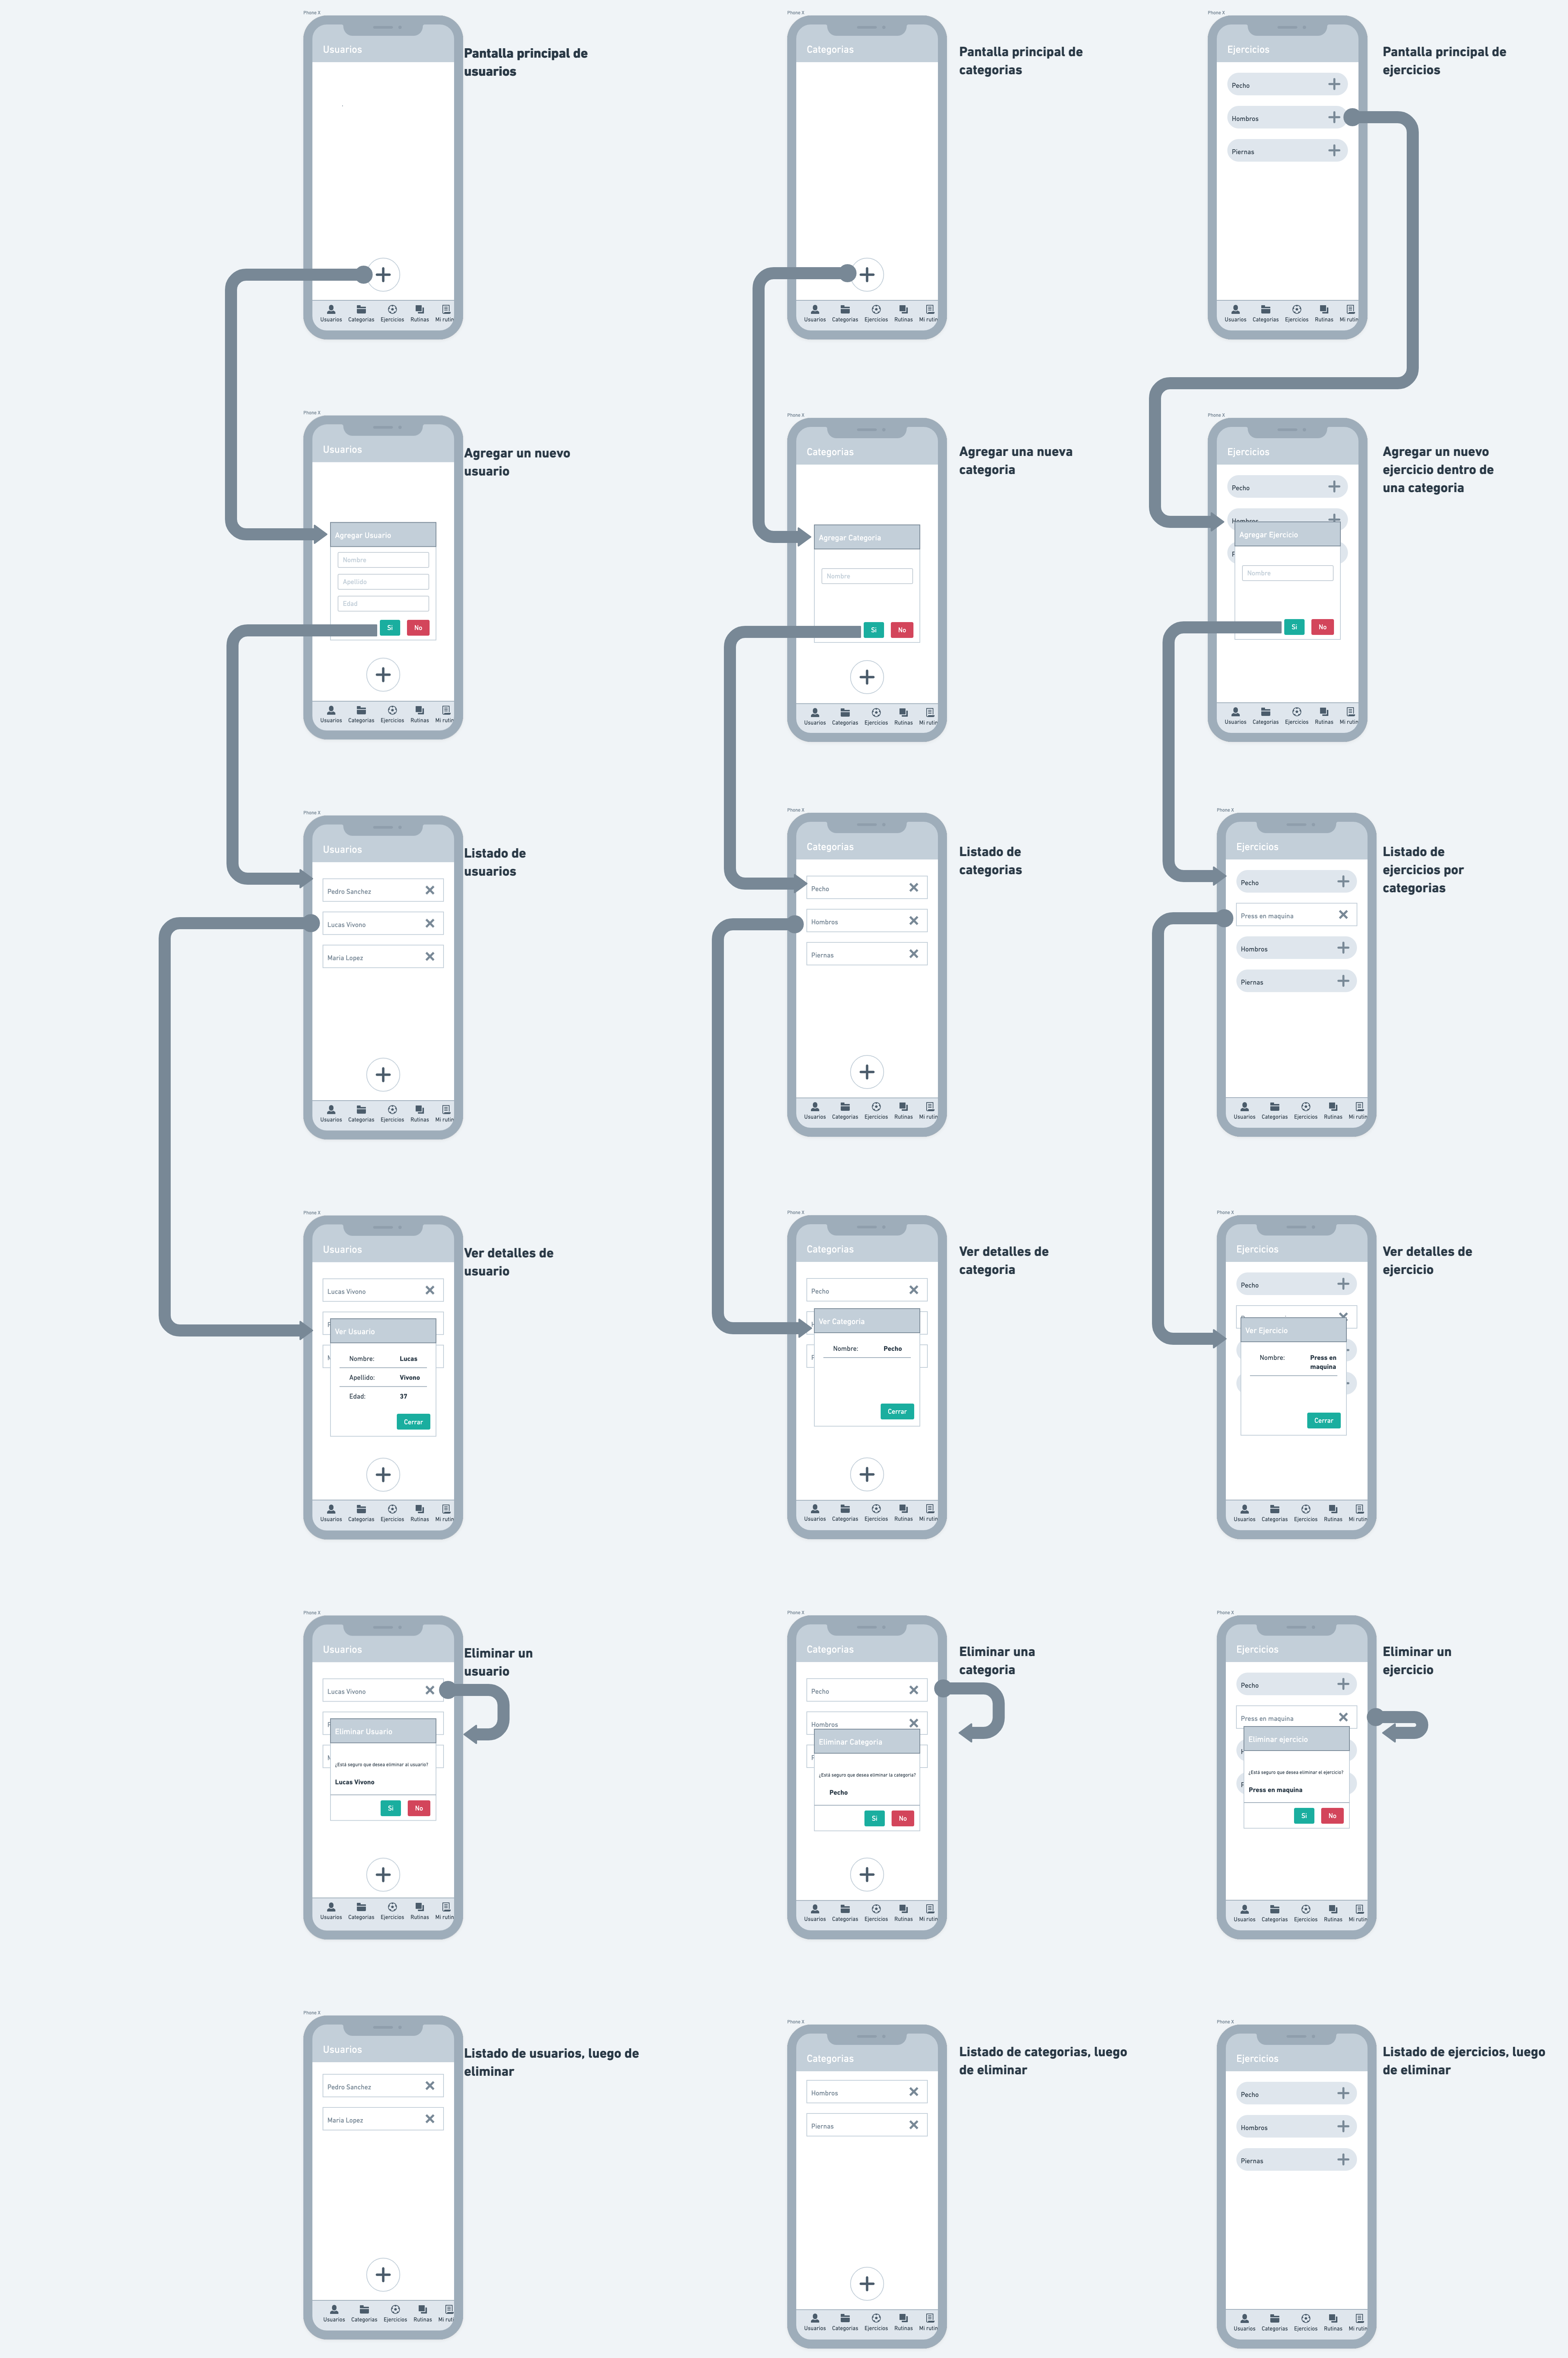 Phone X
Usuarios
Pantalla principal de
usuarios
Usuarios Categorias Ejercicios Rutinas Mi rutin
Phone X
Categorias
Pantalla principal de
categorias
Usuarios Categorias Ejercicios Rutinas Mi rutin
Phone X
Ejercicios
Pecho
Hombros
Piernas
Pantalla principal de
ejercicios
Usuarios Categorias Ejercicios Rutinas Mi rutin
Phone X
Usuarios
Agregar un nuevo
usuario
Agregar Usuario
Nombre
Apellido
Edad
Si No
Usuarios Categorias Ejercicios Rutinas Mi rutin
Phone X
Categorias
Agregar una nueva
categoria
Agregar Categoria
Nombre
Si No
Usuarios Categorias Ejercicios Rutinas Mi rutin
Phone X
Ejercicios
Agregar un nuevo
ejercicio dentro de
una categoria
Pecho
Hombros
Agregar Ejercicio
Nombre
Si No
Usuarios Categorias Ejercicios Rutinas Mi rutin
Phone X
Usuarios
Listado de
usuarios
Pedro Sanchez
Lucas Vivono
Maria Lopez
Usuarios Categorias Ejercicios Rutinas Mi rutin
Phone X
Categorias
Listado de
categorias
Pecho
Hombros
Piernas
Usuarios Categorias Ejercicios Rutinas Mi rutin
Phone X
Ejercicios
Listado de
ejercicios por
categorias
Pecho
Press en maquina
Hombros
Piernas
Usuarios Categorias Ejercicios Rutinas Mi rutin
Phone X
Usuarios
Ver detalles de
usuario
Lucas Vivono
Ver Usuario
Nombre: Lucas
Apellido: Vivono
Edad: 37
Cerrar
Usuarios Categorias Ejercicios Rutinas Mi rutin
Phone X
Categorias
Ver detalles de
categoria
Pecho
Ver Categoria
Nombre: Pecho
Cerrar
Usuarios Categorias Ejercicios Rutinas Mi rutin
Phone X
Ejercicios
Ver detalles de
ejercicio
Pecho
Ver Ejercicio
Nombre: Press en
maquina
Cerrar
Usuarios Categorias Ejercicios Rutinas Mi rutin
Phone X
Usuarios
Eliminar un
usuario
Lucas Vivono
Eliminar Usuario
¿Está seguro que desea eliminar al usuario?
Lucas Vivono
Si No
Usuarios Categorias Ejercicios Rutinas Mi rutin
Phone X
Categorias
Eliminar una
categoria
Pecho
Hombros
Eliminar Categoria
¿Está seguro que desea eliminar la categoria?
Pecho
Si No
Usuarios Categorias Ejercicios Rutinas Mi rutin
Phone X
Ejercicios
Eliminar un
ejercicio
Pecho
Press en maquina
Eliminar ejercicio
¿Está seguro que desea eliminar el ejercicio?
Press en maquina
Si No
Usuarios Categorias Ejercicios Rutinas Mi rutin
Phone X
Usuarios
Listado de usuarios, luego de
eliminar
Pedro Sanchez
Maria Lopez
Usuarios Categorias Ejercicios Rutinas Mi ruti
Phone X
Categorias
Listado de categorias, luego
de eliminar
Hombros
Piernas
Usuarios Categorias Ejercicios Rutinas Mi rutin
Phone X
Ejercicios
Listado de ejercicios, luego
de eliminar
Pecho
Hombros
Piernas
Usuarios Categorias Ejercicios Rutinas Mi rutin